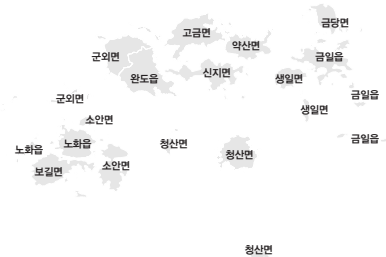 금당면
고금면
약산면
군외면
금일읍
신지면
완도읍
생일면
금일읍
군외면
생일면
소안면
금일읍
노화읍
청산면
노화읍
청산면
소안면
보길면
청산면